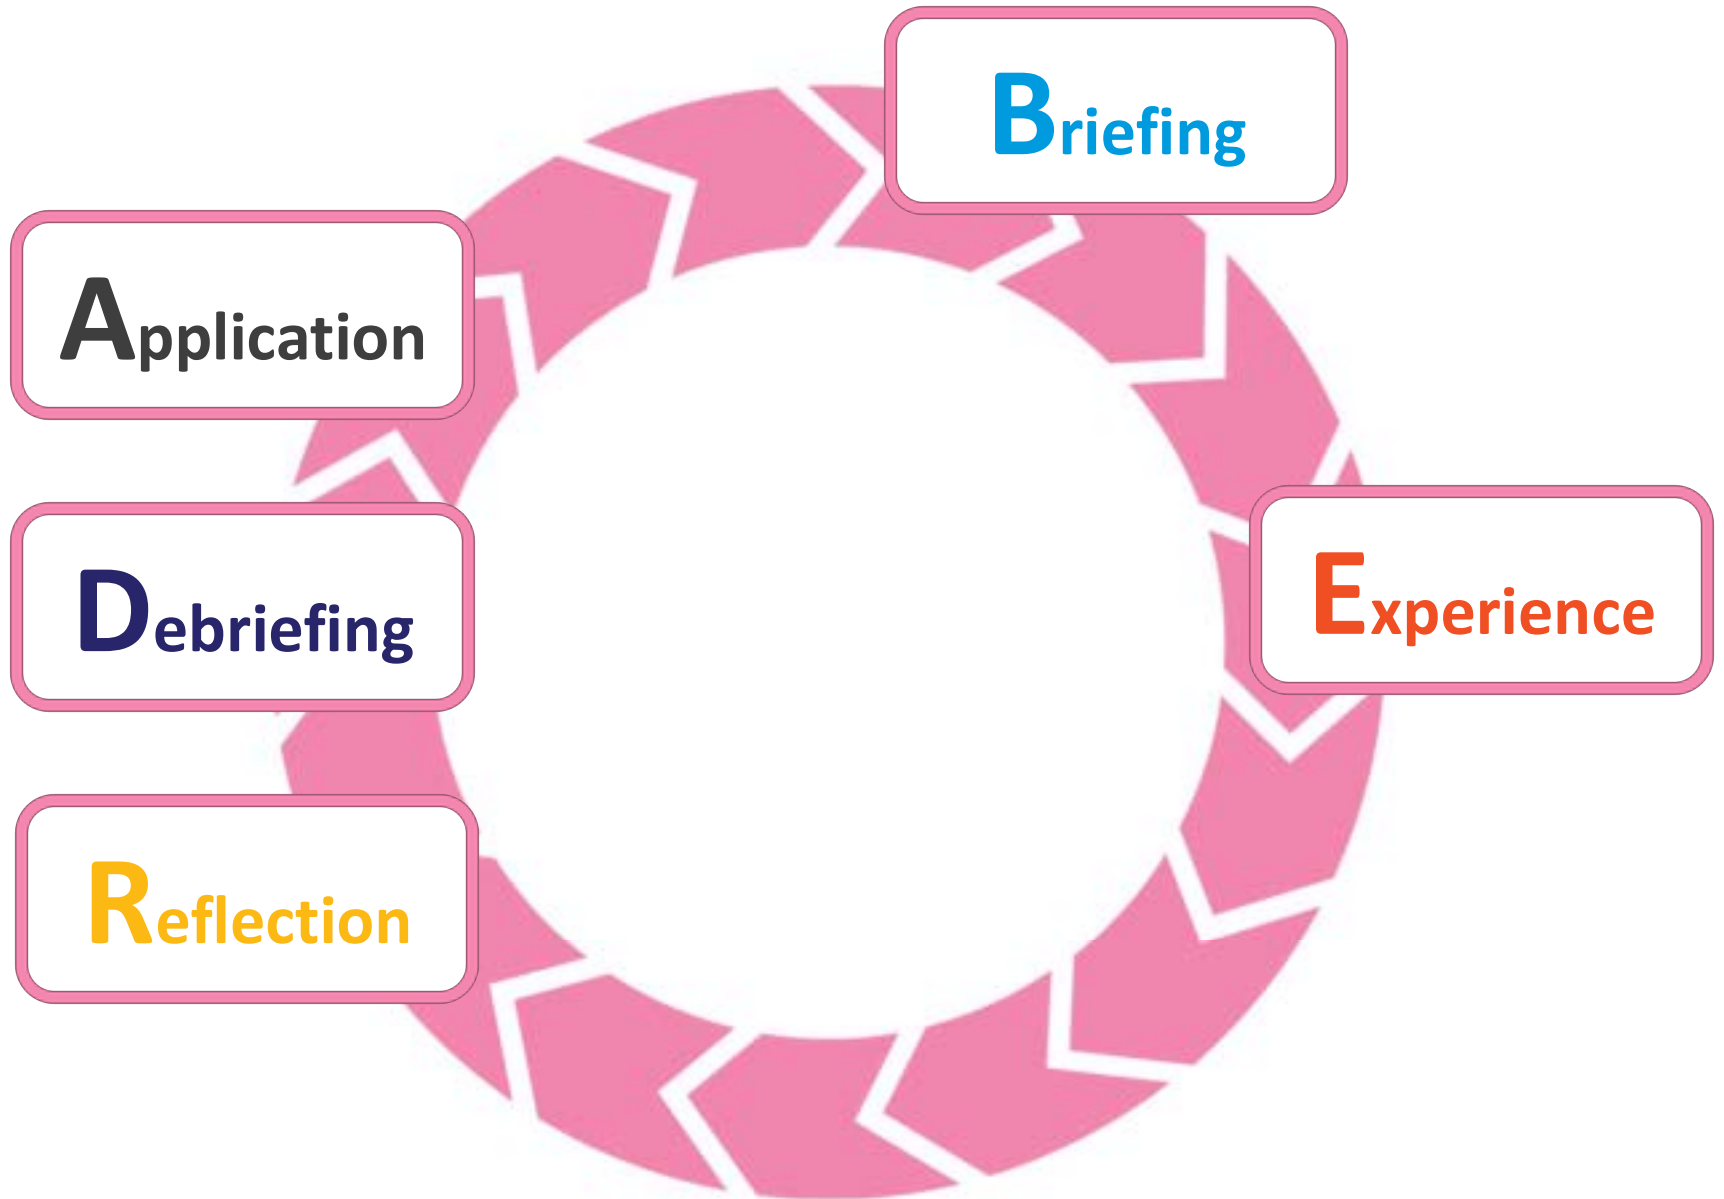 Briefing
Application
Experience
Debriefing
Reflection